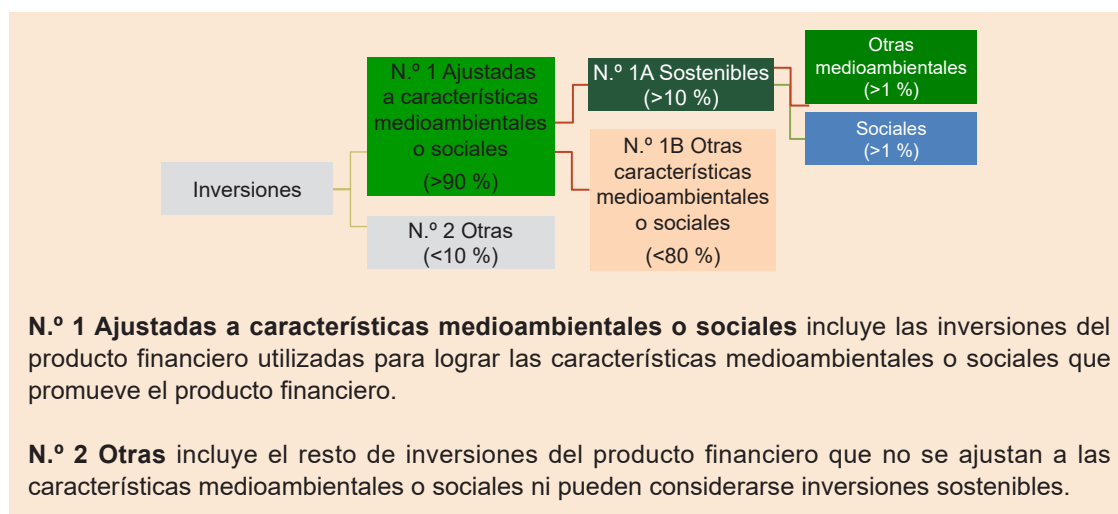 Inversiones
N.º 1 Ajustadas
a características
medioambientales
o sociales
(>90 %)
N.º 2 Otras
(<10 %)
N.º 1A Sostenibles
(>10 %)
N.º 1B Otras
características
medioambientales
o sociales
(<80 %)
Otras
medioambientales
(>1 %)
Sociales
(>1 %)
N.º 1 Ajustadas a características medioambientales o sociales incluye las inversiones del
producto financiero utilizadas para lograr las características medioambientales o sociales que
promueve el producto financiero.
N.º 2 Otras incluye el resto de inversiones del producto financiero que no se ajustan a las
características medioambientales o sociales ni pueden considerarse inversiones sostenibles.